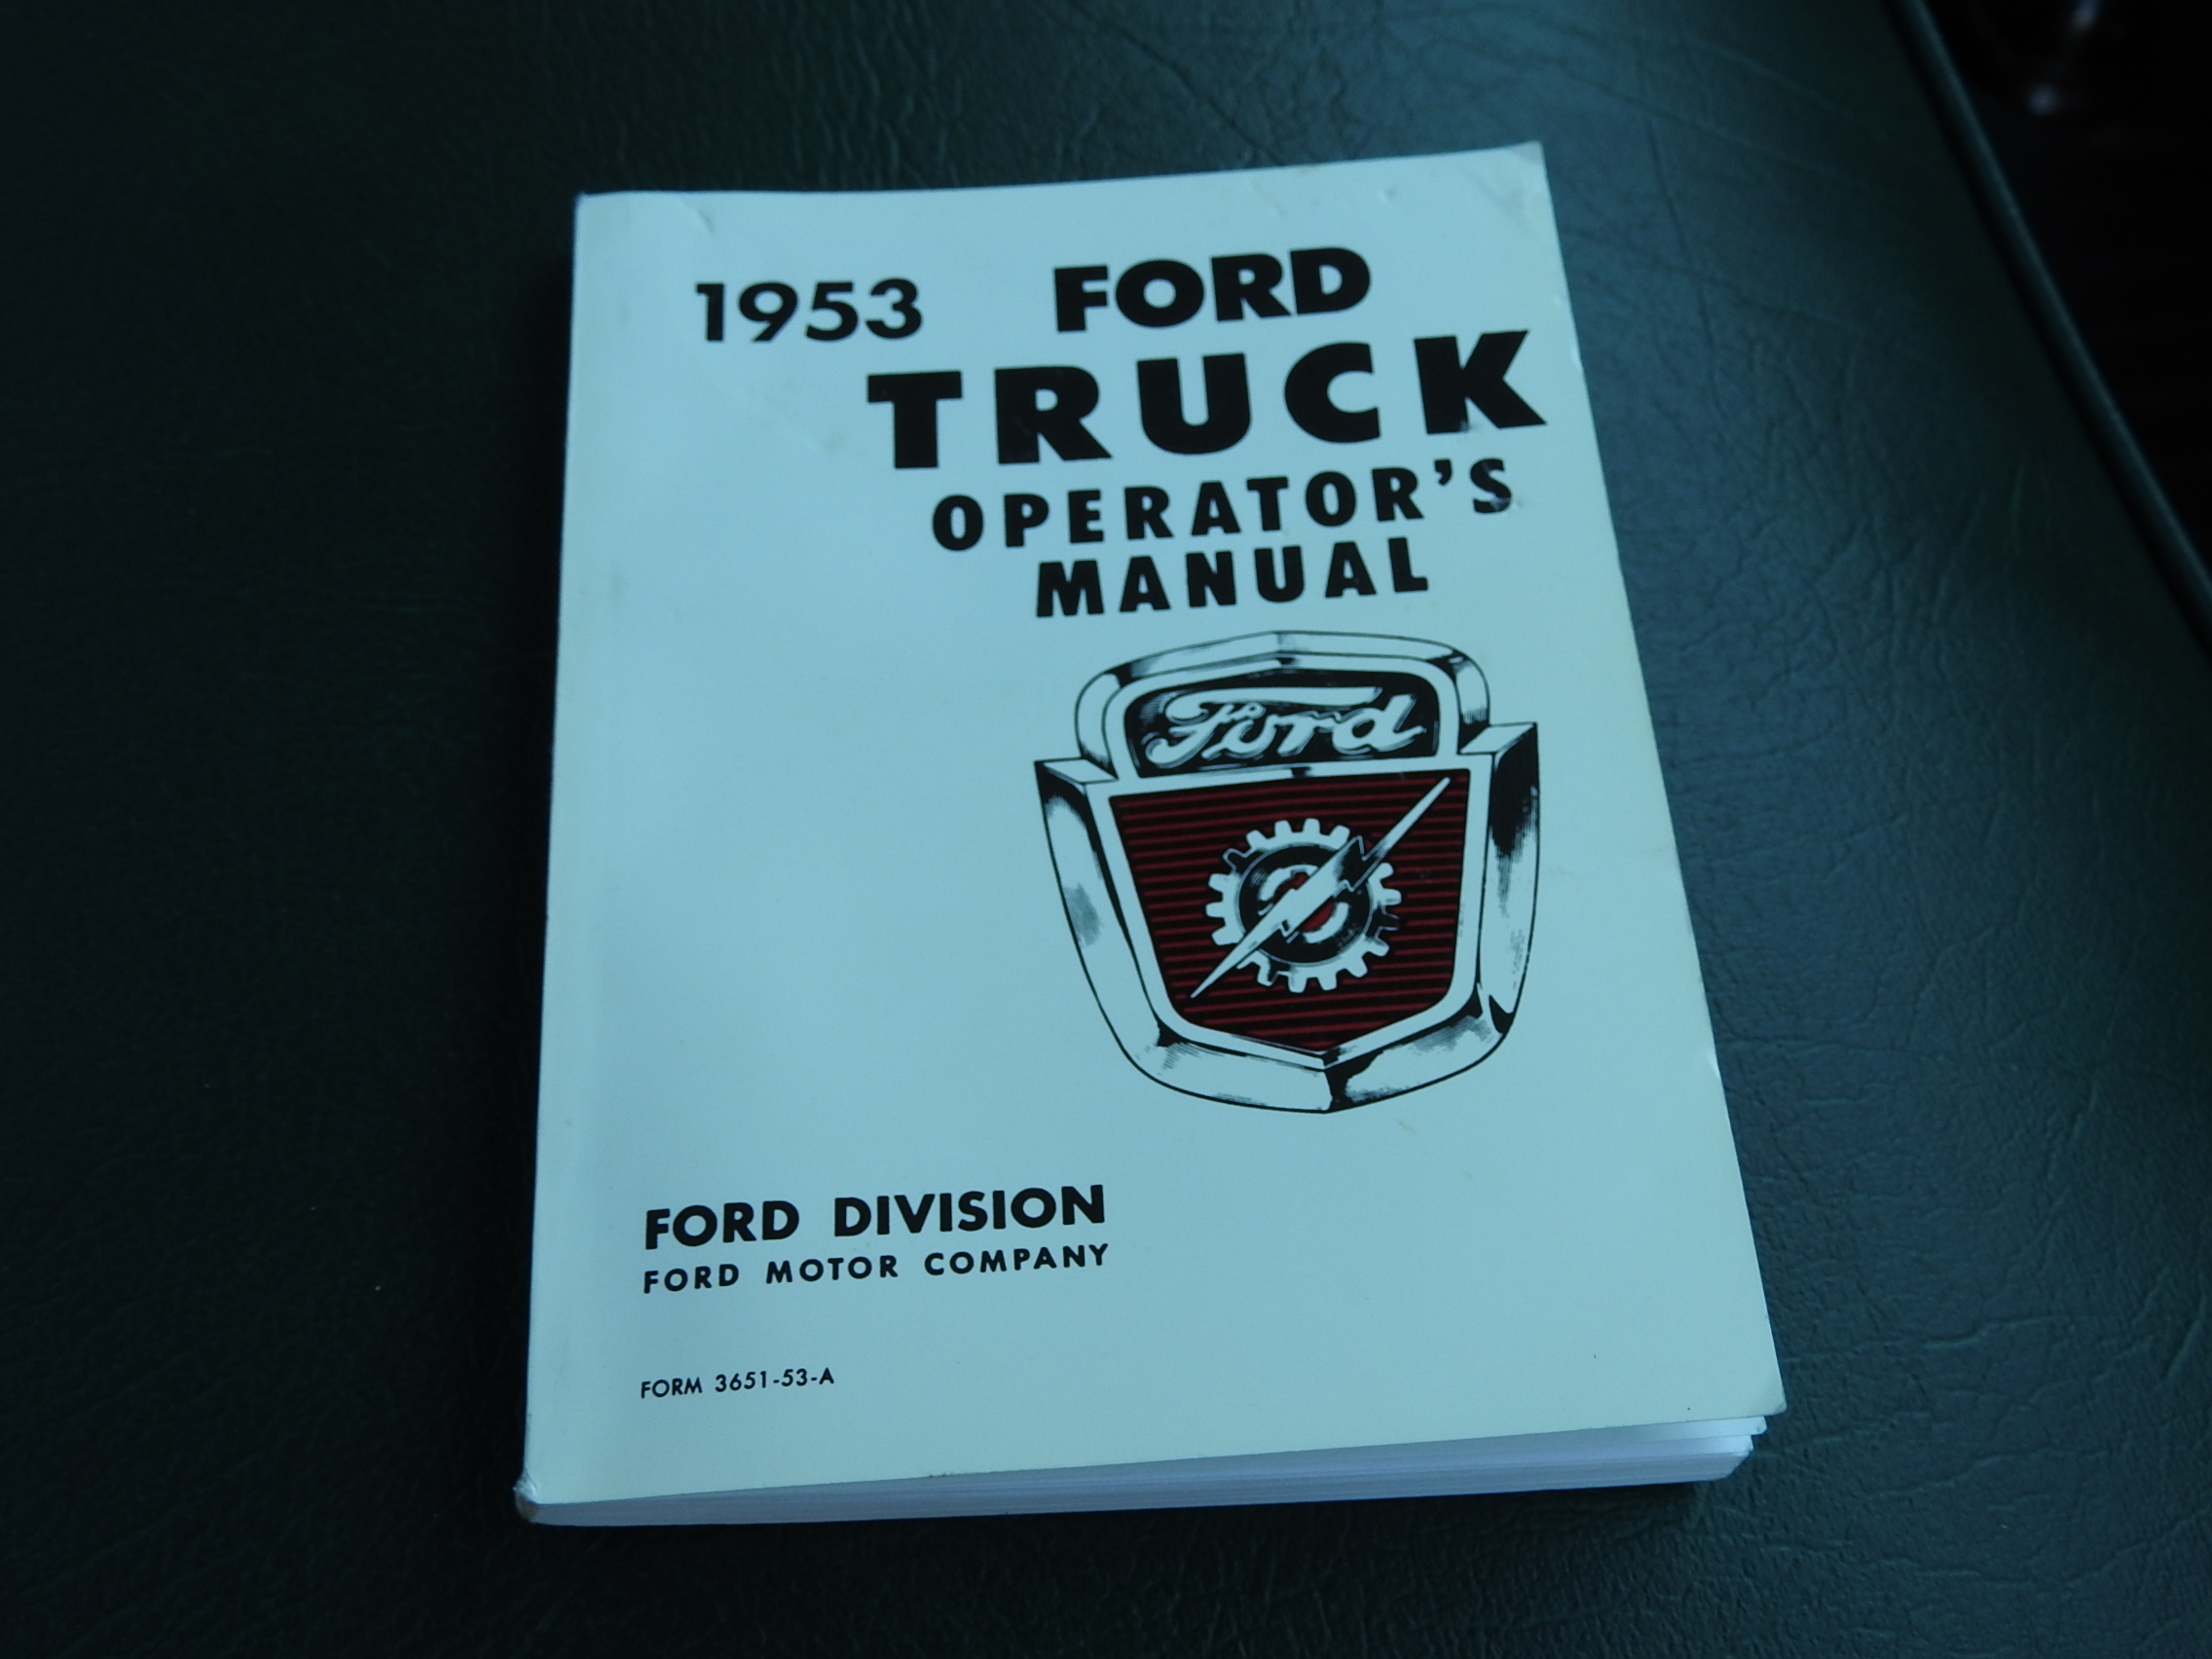 1953 FORD
TRUCK
OPERATOR'S
MANUAL
Ford
FORD DIVISION
FORD MOTOR COMPANY
FORM 3651-53-A